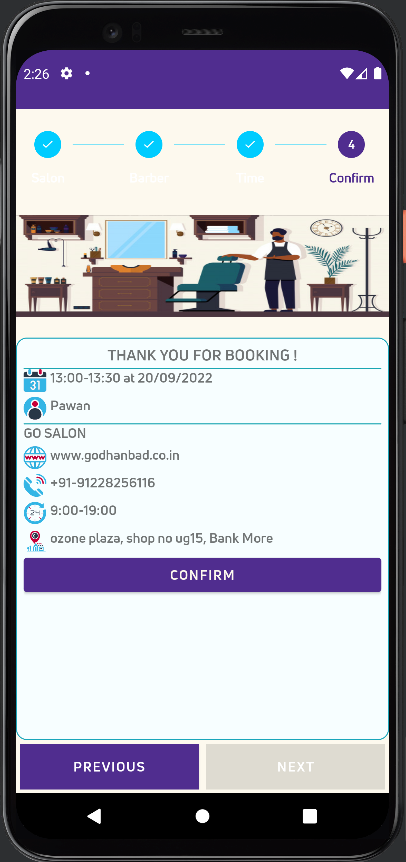 2:26
4
Salon Barber Time Confirm
THANK YOU FOR BOOKING !
31 13:00-13:30 at 20/09/2022
Pawan
GO SALON
www www.godhanbad.co.in
+91-91228256116
24 9:00-19:00
ozone plaza, shop no ug15, Bank More
CONFIRM
PREVIOUS NEXT